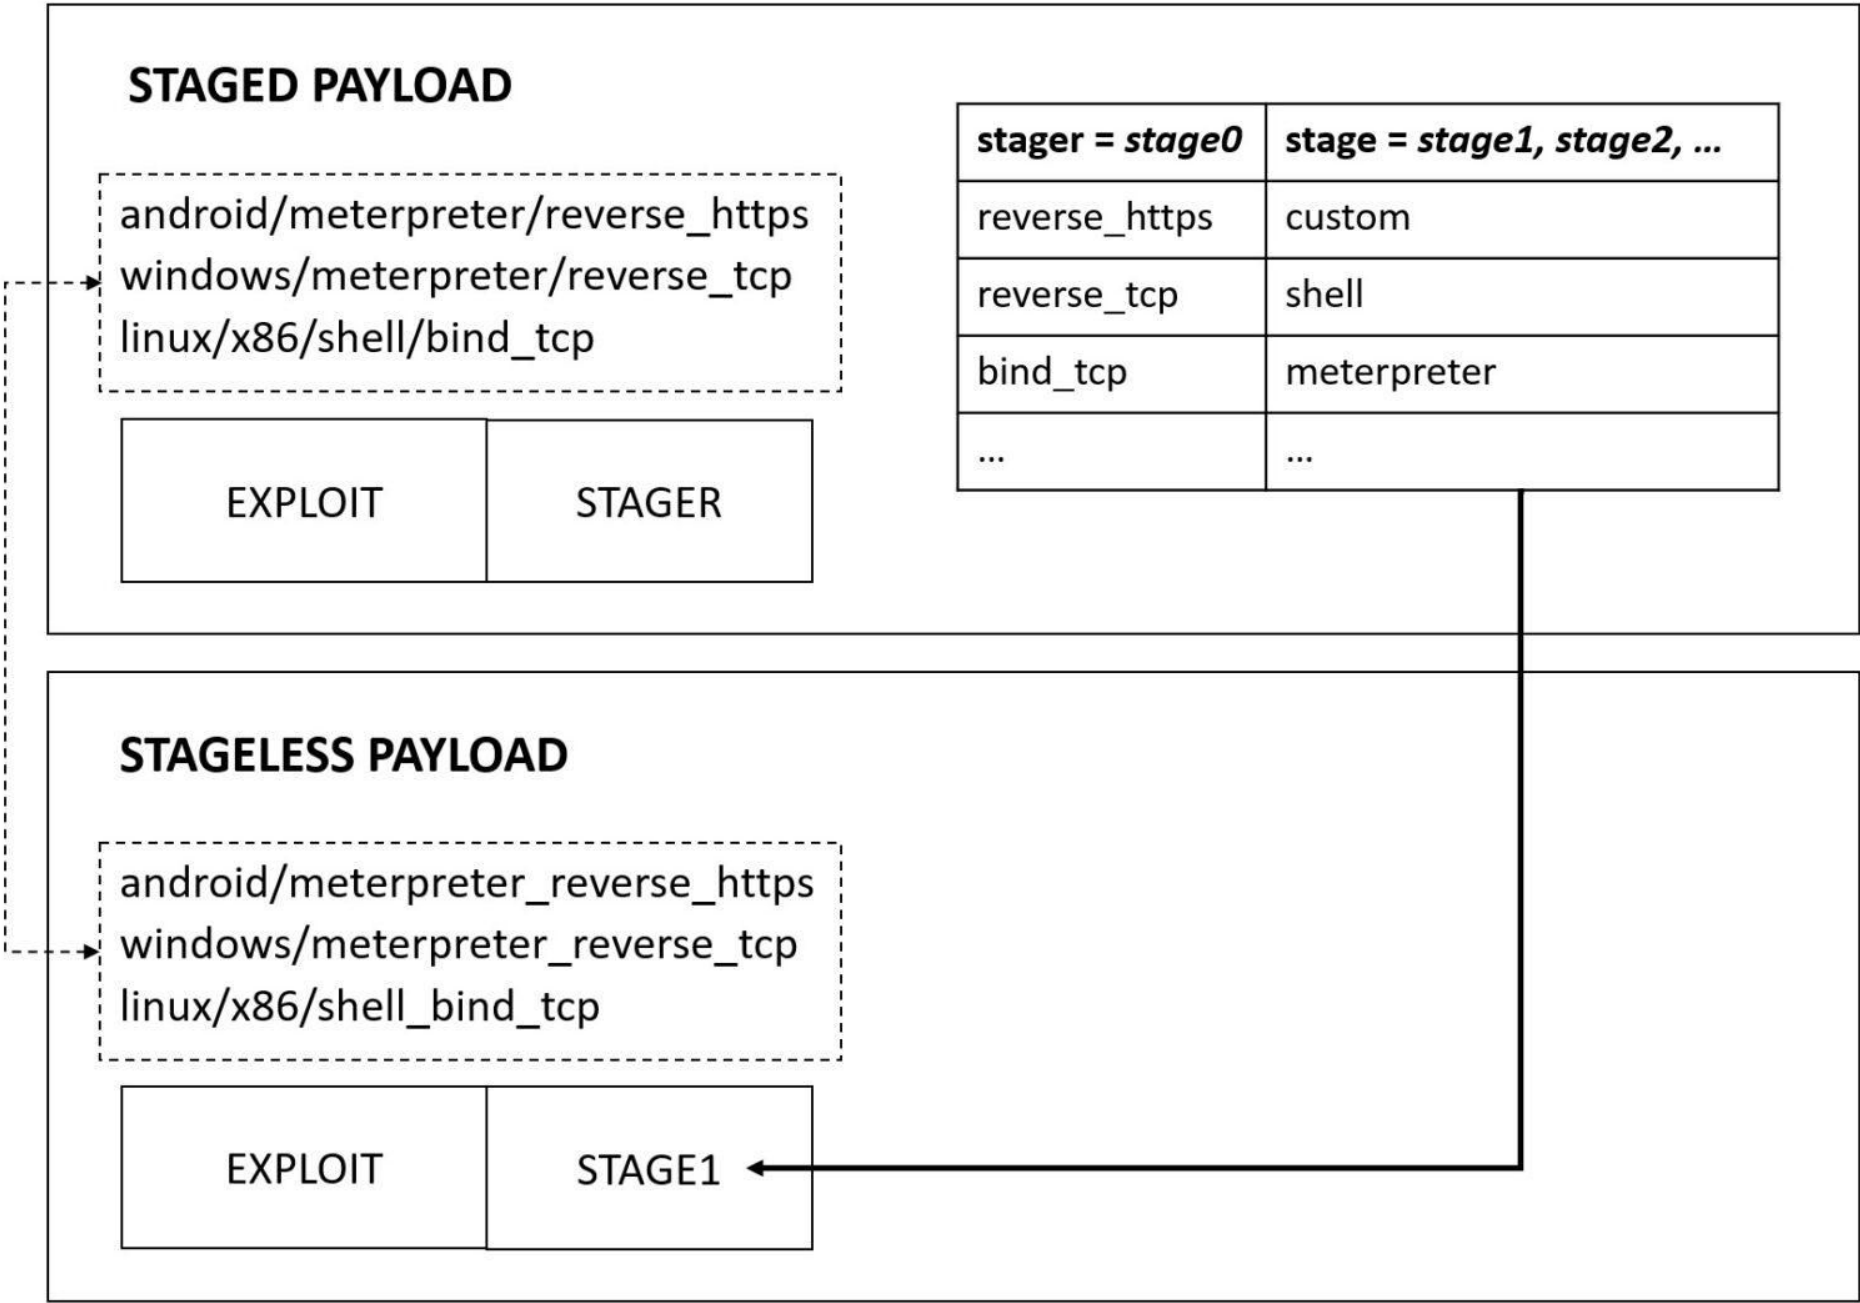 STAGED PAYLOAD
android/meterpreter/reverse_https
windows/meterpreter/reverse_tcp
linux/x86/shell/bind_tcp
EXPLOIT STAGER
stager = stage0 stage = stage1, stage2, ...
reverse_https custom
reverse_tcp shell
bind_tcp meterpreter
... ...
STAGELESS PAYLOAD
android/meterpreter_reverse_https
windows/meterpreter_reverse_tcp
linux/x86/shell_bind_tcp
EXPLOIT STAGE1